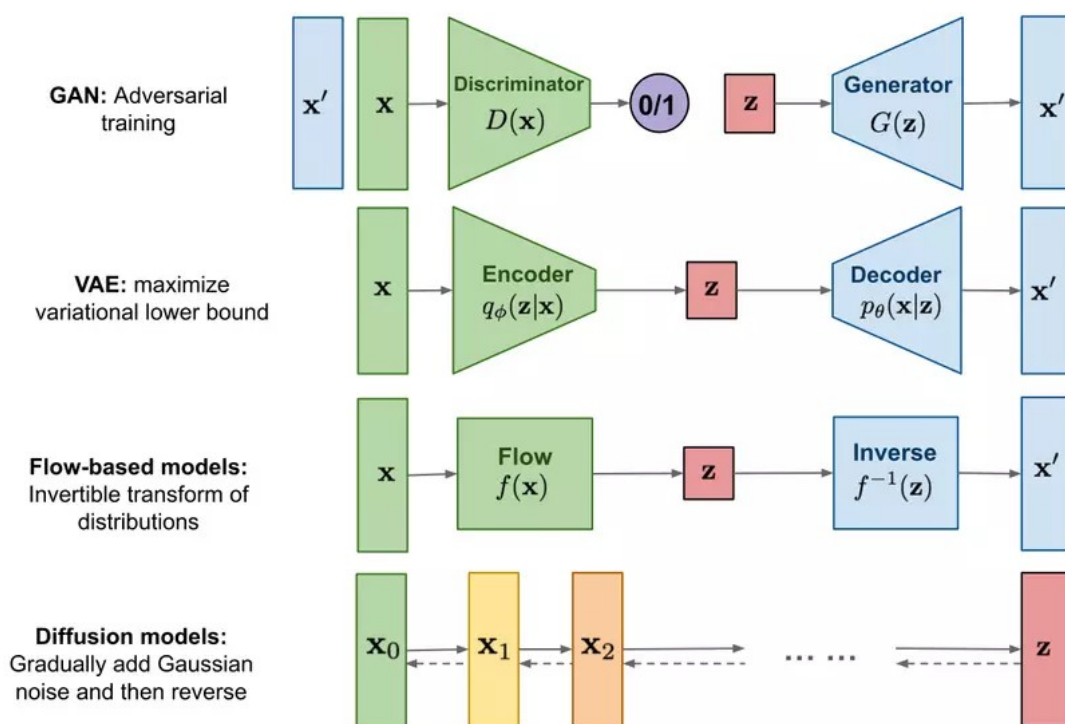 GAN: Adversarial
training
x′
x
Discriminator
D(x)
0/1
z
Generator
G(z)
x′
VAE: maximize
variational lower bound
x
Encoder
qϕ(z|x)
z
Decoder
pθ(x|z)
x′
Flow-based models:
Invertible transform of
distributions
x
Flow
f(x)
z
Inverse
f⁻¹(z)
x′
Diffusion models:
Gradually add Gaussian
noise and then reverse
x₀
x₁
x₂
... ...
z